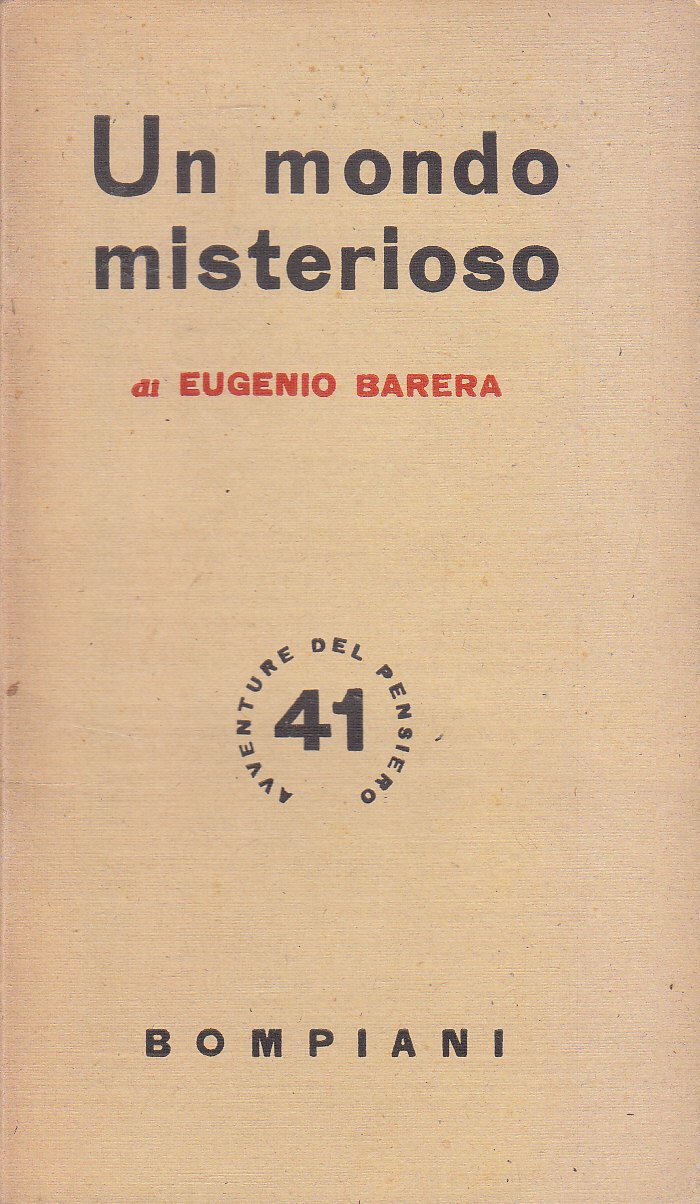 Un mondo
misterioso
di EUGENIO BARERA
AVVENTURE DEL PENSIERO
41
BOMPIANI